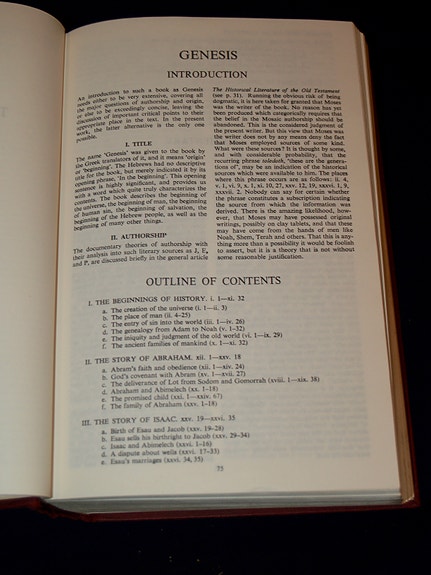 GENESIS
INTRODUCTION
An introduction to such a book as Genesis
needs either to be very extensive, covering all
the major questions of authorship and origin,
or else to be exceedingly concise, leaving the
discussion of important critical points to their
appropriate place in the text. In the present
work, the latter alternative is the only one
possible.
I. TITLE
The name 'Genesis' was given to the book by
the Greek translators of it, and it means 'origin'
or 'beginning'. The Hebrews had no descriptive
title for the book, but merely indicated it by its
opening phrase, 'In the beginning'. This opening
sentence is highly significant, and provides us
with a word which quite truly characterizes the
contents. The book describes the beginning of
the universe, the beginning of man, the beginning
of human sin, the beginning of salvation, the
beginning of the Hebrew people, as well as the
beginning of many other things.
II. AUTHORSHIP
The documentary theories of authorship with
their analysis into such literary sources as J, E,
and P, are discussed briefly in the general article
The Historical Literature of the Old Testament
(see p. 31). Running the obvious risk of being
dogmatic, it is here taken for granted that Moses
was the writer of the book. No reason has yet
been produced which categorically requires that
the belief in the Mosaic authorship should be
abandoned. This is the considered judgment of
the present writer. But this view that Moses was
the writer does not by any means deny the fact
that Moses employed sources of some kind.
What were these sources? It is thought by some,
and with considerable probability, that the
recurring phrase toledoth, 'these are the genera-
tions of', may be an indication of the historical
sources which were available to him. The places
where this phrase occurs are as follows: ii. 4,
v. 1, vi. 9, x. 1, xi. 10, 27, xxv. 12, 19, xxxvi. 1, 9,
xxxvii. 2. Nobody can say for certain whether
the phrase constitutes a subscription indicating
the source from which the information was
derived. There is the amazing likelihood, how-
ever, that Moses may have possessed original
writings, possibly on clay tablets, and that these
may have come from the hands of men like
Noah, Shem, Terah and others. That this is any-
thing more than a possibility it would be foolish
to assert, but it is a theory that is not without
some reasonable justification.
OUTLINE OF CONTENTS
I. THE BEGINNINGS OF HISTORY. i. 1—xi. 32
a. The creation of the universe (i. 1—ii. 3)
b. The place of man (ii. 4-25)
c. The entry of sin into the world (iii. 1—iv. 26)
d. The genealogy from Adam to Noah (v. 1-32)
e. The iniquity and judgment of the old world (vi. 1—ix. 29)
f. The ancient families of mankind (x. 1—xi. 32)
II. THE STORY OF ABRAHAM. xii. 1—xxv. 18
a. Abram's faith and obedience (xii. 1—xiv. 24)
b. God's covenant with Abram (xv. 1—xvii. 27)
c. The deliverance of Lot from Sodom and Gomorrah (xviii. 1—xix. 38)
d. Abraham and Abimelech (xx. 1-18)
e. The promised child (xxi. 1—xxiv. 67)
f. The family of Abraham (xxv. 1-18)
III. THE STORY OF ISAAC. xxv. 19—xxvi. 35
a. Birth of Esau and Jacob (xxv. 19-28)
b. Esau sells his birthright to Jacob (xxv. 29-34)
c. Isaac and Abimelech (xxvi. 1-16)
d. A dispute about wells (xxvi. 17-33)
e. Esau's marriages (xxvi. 34, 35)
75